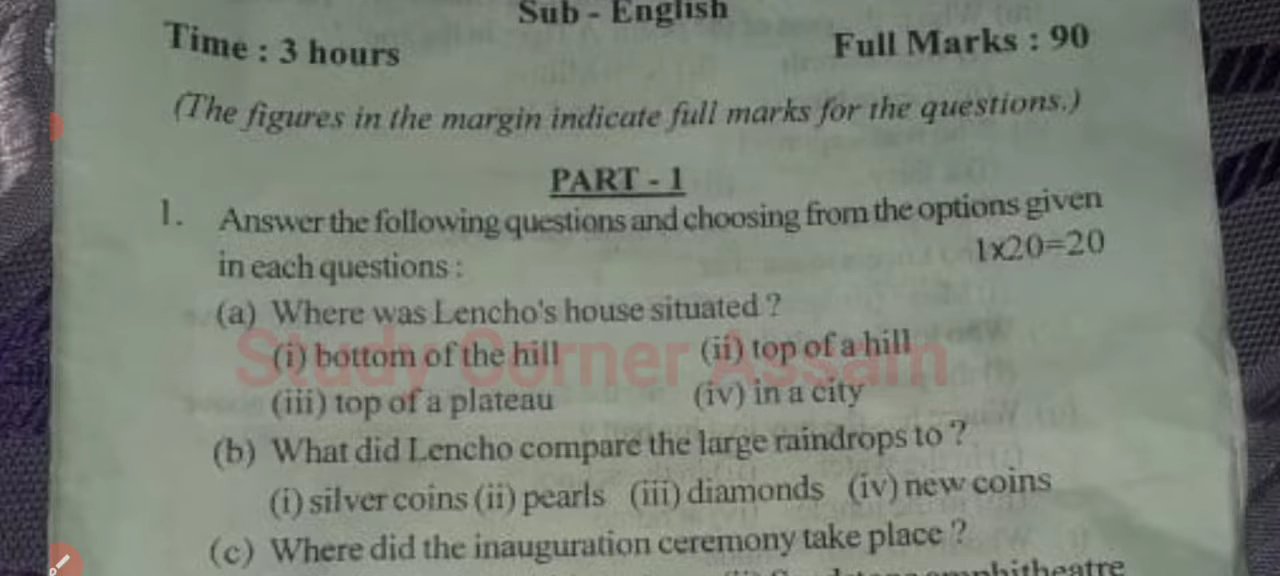 Sub - English
Time : 3 hours
Full Marks : 90
(The figures in the margin indicate full marks for the questions.)
PART - 1
1. Answer the following questions and choosing from the options given
in each questions :
1x20=20
(a) Where was Lencho's house situated ?
Study Corner Assam
(i) bottom of the hill (ii) top of a hill
(iii) top of a plateau (iv) in a city
(b) What did Lencho compare the large raindrops to ?
(i) silver coins (ii) pearls (iii) diamonds (iv) new coins
(c) Where did the inauguration ceremony take place ?
amphitheatre